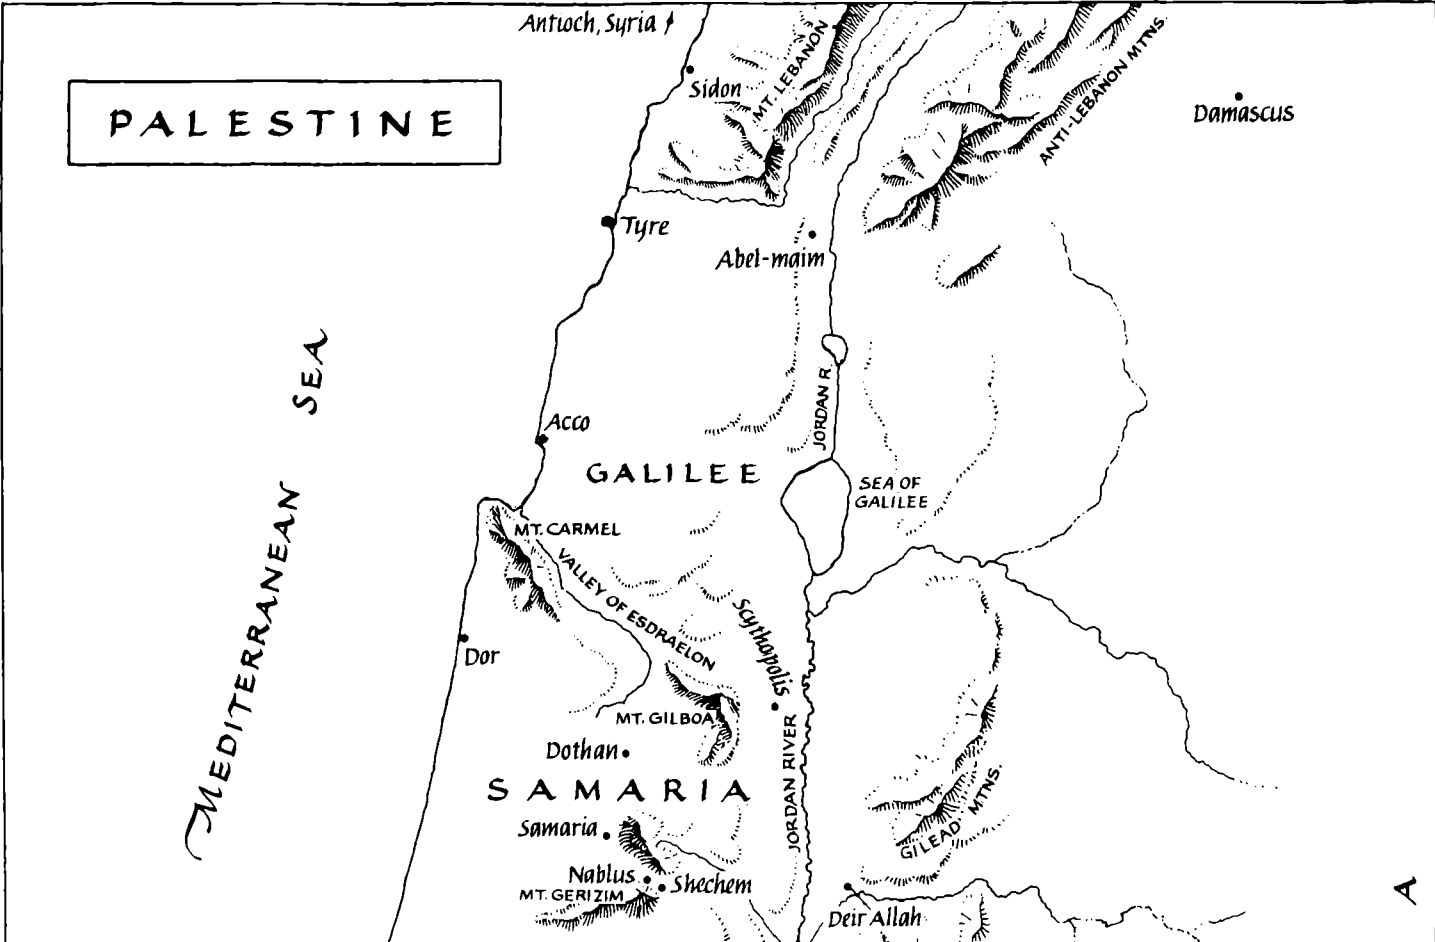 Antioch, Syria
PALESTINE
Sidon
MT. LEBANON
ANTI-LEBANON MTNS.
Damascus
Tyre
Abel-maim
MEDITERRANEAN SEA
JORDAN R.
Acco
GALILEE
SEA OF
GALILEE
MT. CARMEL
VALLEY OF ESDRAELON
Scythopolis
Dor
MT. GILBOA
JORDAN RIVER
Dothan
SAMARIA
GILEAD MTNS.
Samaria
Nablus
Shechem
MT. GERIZIM
Deir Allah
A